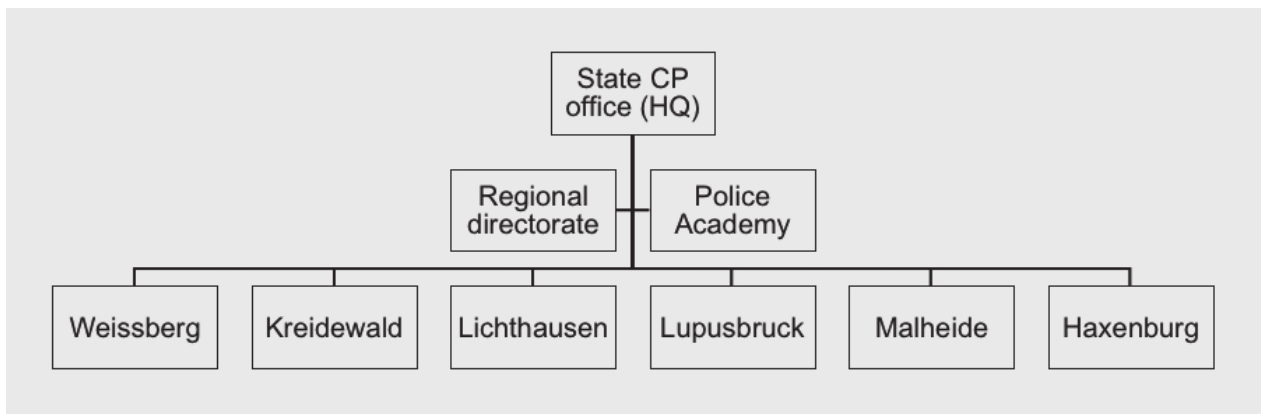 State CP
office (HQ)
Regional
directorate
Police
Academy
Weissberg
Kreidewald
Lichthausen
Lupusbruck
Malheide
Haxenburg